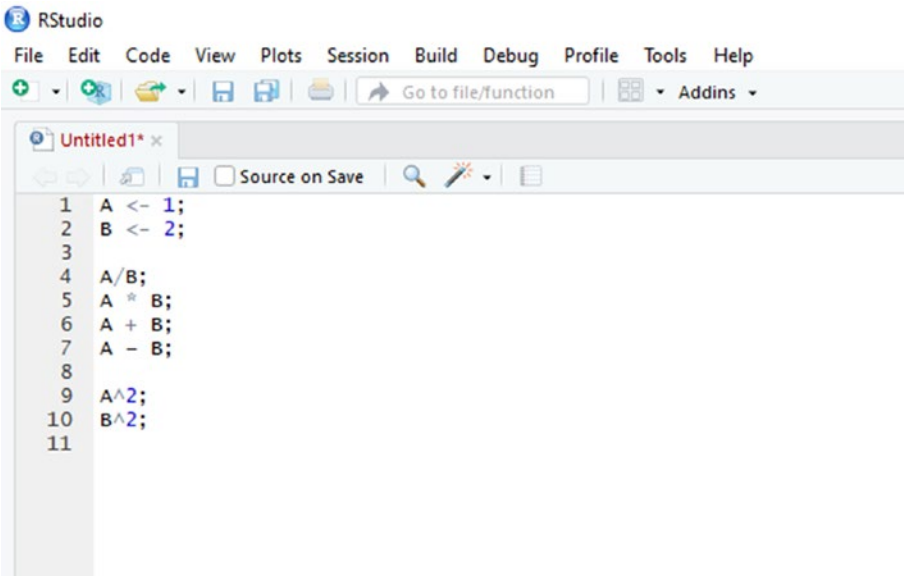 RStudio
File Edit Code View Plots Session Build Debug Profile Tools Help
Go to file/function Addins
Untitled1*
Source on Save
1 A <- 1;
2 B <- 2;
3
4 A/B;
5 A * B;
6 A + B;
7 A - B;
8
9 A^2;
10 B^2;
11